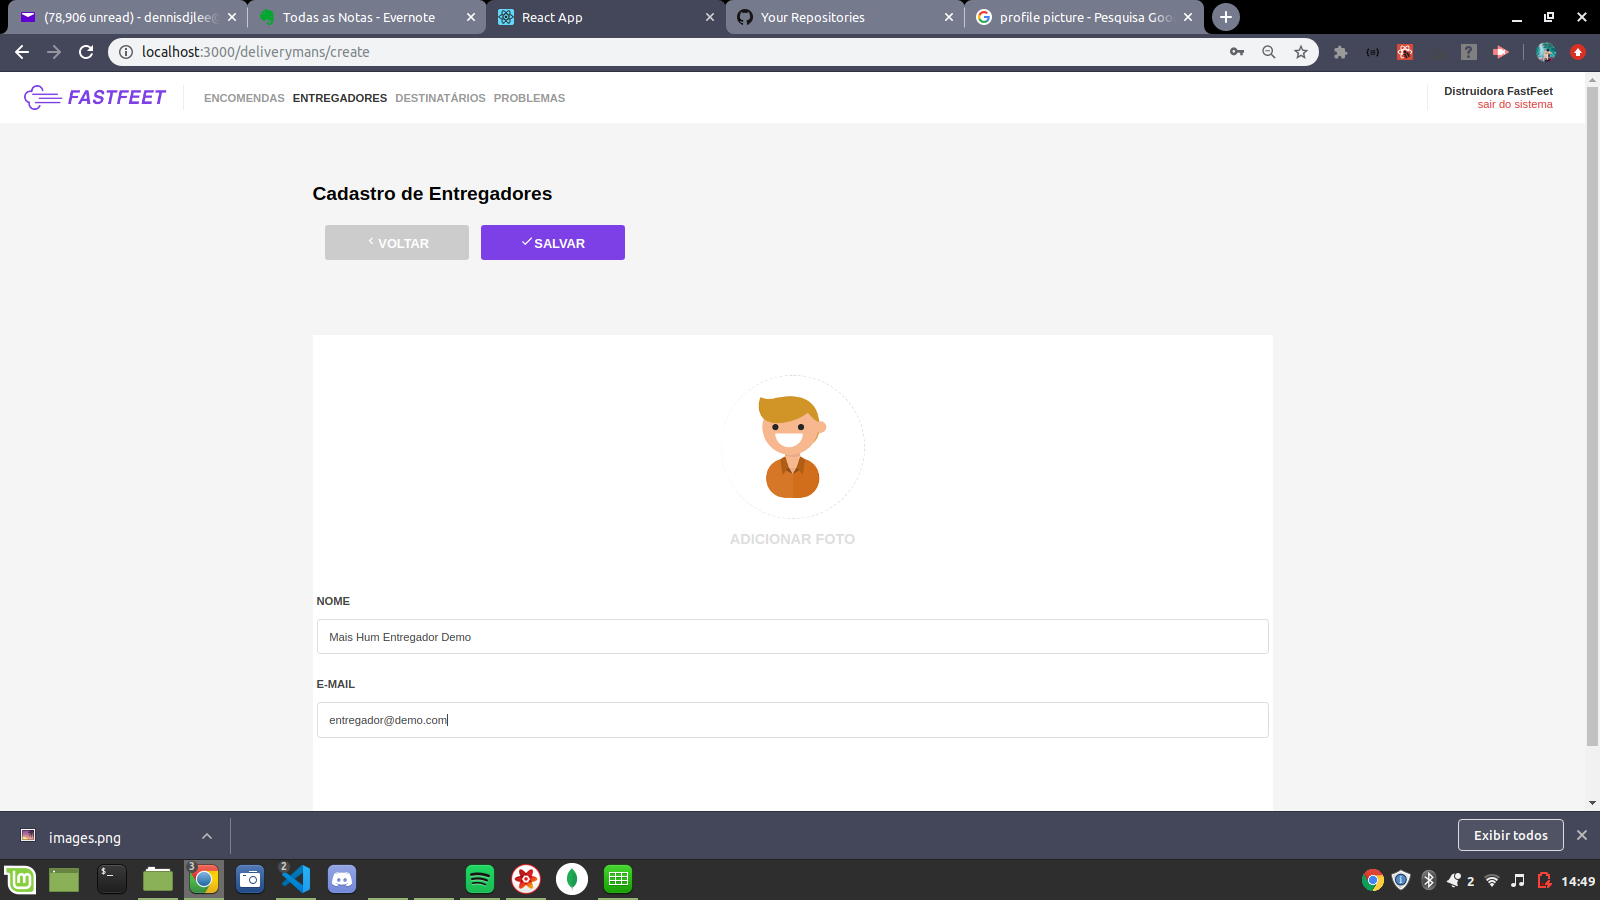 (78,906 unread) - dennisdjlee@
Todas as Notas - Evernote
React App
Your Repositories
profile picture - Pesquisa Goo
localhost:3000/deliverymans/create
FASTFEET
ENCOMENDAS ENTREGADORES DESTINATÁRIOS PROBLEMAS
Distruidora FastFeet
sair do sistema
Cadastro de Entregadores
VOLTAR
SALVAR
ADICIONAR FOTO
NOME
Mais Hum Entregador Demo
E-MAIL
entregador@demo.com
images.png
Exibir todos
3
2
2
14:49